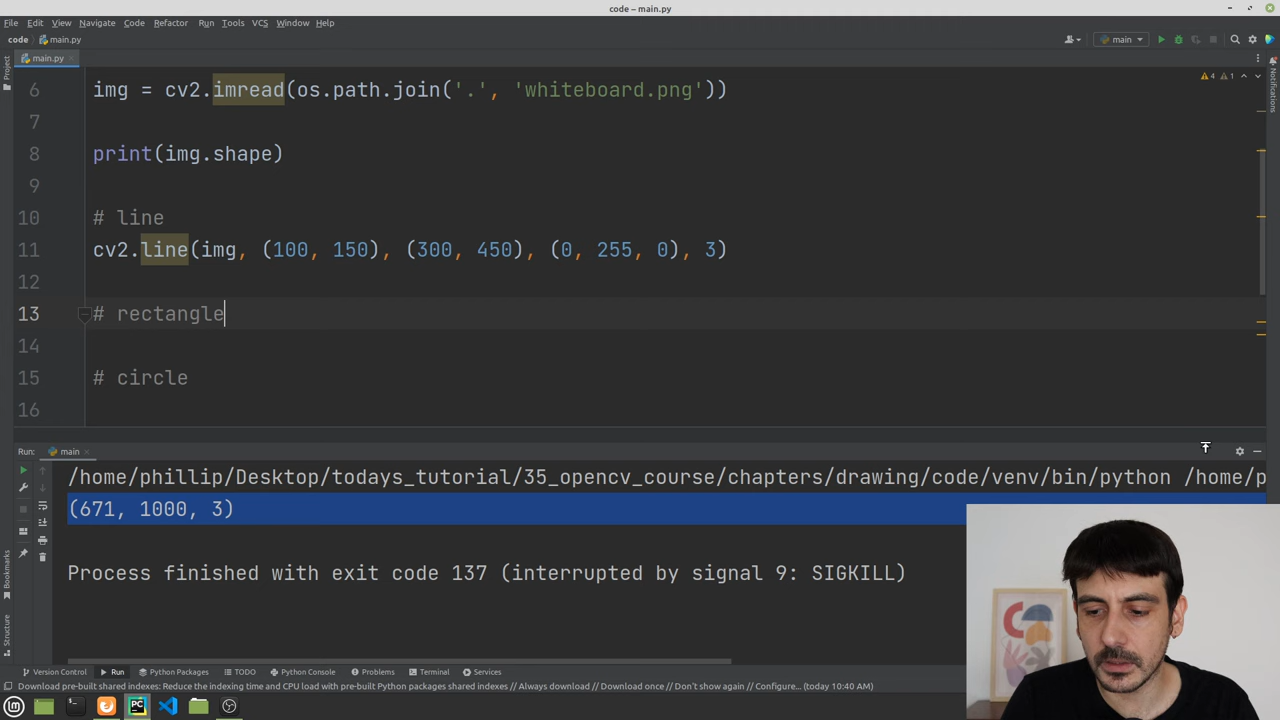 code – main.py
File Edit View Navigate Code Refactor Run Tools VCS Window Help
code main.py main
main.py
Project
Notifications
4 1
6 img = cv2.imread(os.path.join('.', 'whiteboard.png'))
7
8 print(img.shape)
9
10 # line
11 cv2.line(img, (100, 150), (300, 450), (0, 255, 0), 3)
12
13 # rectangle
14
15 # circle
16
Run: main
/home/phillip/Desktop/todays_tutorial/35_opencv_course/chapters/drawing/code/venv/bin/python /home/p
(671, 1000, 3)
Process finished with exit code 137 (interrupted by signal 9: SIGKILL)
Bookmarks
Structure
Version Control Run Python Packages TODO Python Console Problems Terminal Services
Download pre-built shared indexes: Reduce the indexing time and CPU load with pre-built Python packages shared indexes // Always download // Download once // Don't show again // Configure... (today 10:40 AM)